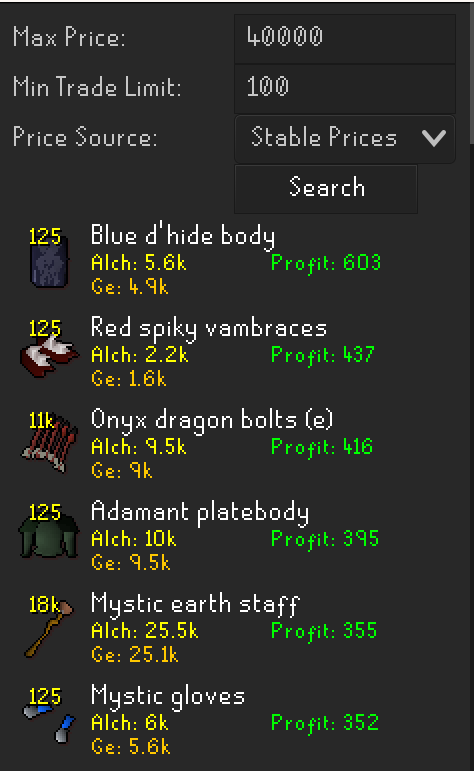 Max Price: 40000
Min Trade Limit: 100
Price Source: Stable Prices
Search
125 Blue d'hide body
Alch: 5.6k Profit: 603
Ge: 4.9k
125 Red spiky vambraces
Alch: 2.2k Profit: 437
Ge: 1.6k
11k Onyx dragon bolts (e)
Alch: 9.5k Profit: 416
Ge: 9k
125 Adamant platebody
Alch: 10k Profit: 395
Ge: 9.5k
18k Mystic earth staff
Alch: 25.5k Profit: 355
Ge: 25.1k
125 Mystic gloves
Alch: 6k Profit: 352
Ge: 5.6k